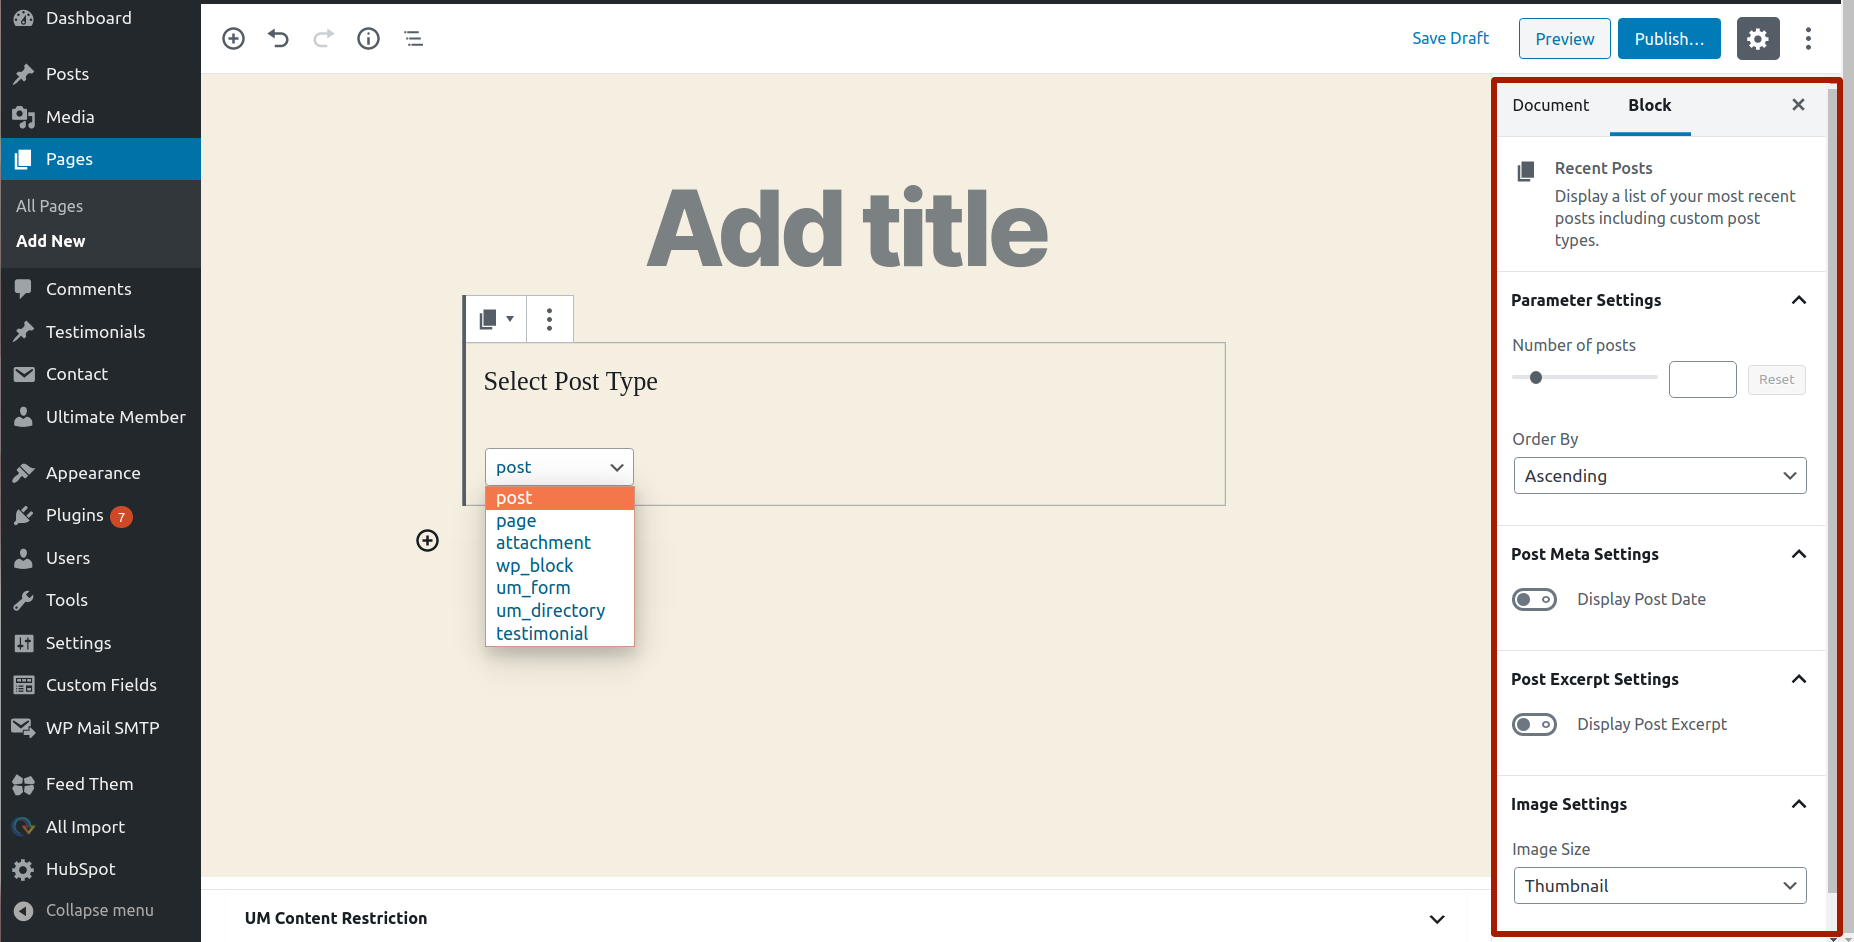 Dashboard
Posts
Media
Pages
All Pages
Add New
Comments
Testimonials
Contact
Ultimate Member
Appearance
Plugins 7
Users
Tools
Settings
Custom Fields
WP Mail SMTP
Feed Them
All Import
HubSpot
Collapse menu
Save Draft
Preview
Publish...
Add title
Select Post Type
post
post
page
attachment
wp_block
um_form
um_directory
testimonial
UM Content Restriction
Document
Block
Recent Posts
Display a list of your most recent
posts including custom post
types.
Parameter Settings
Number of posts
Reset
Order By
Ascending
Post Meta Settings
Display Post Date
Post Excerpt Settings
Display Post Excerpt
Image Settings
Image Size
Thumbnail